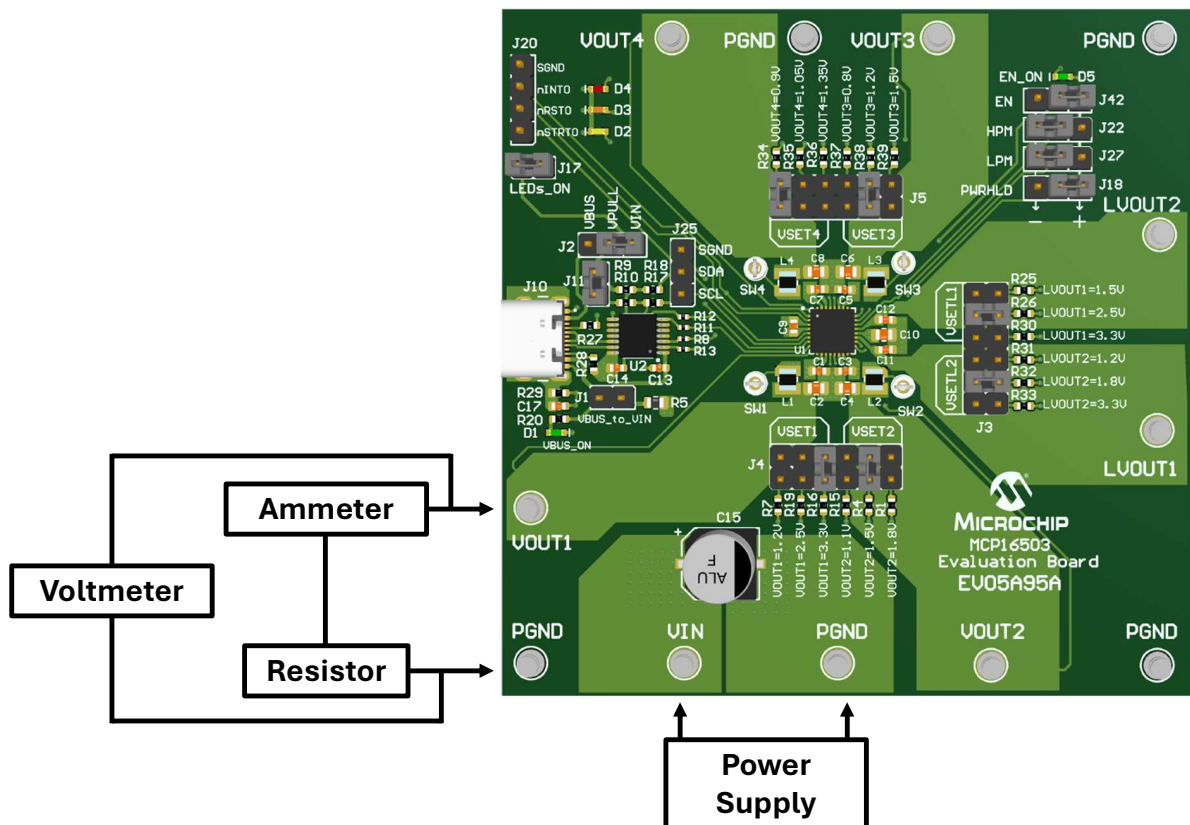 VOUT4
PGND
VOUT3
PGND
J20
SGND
nINTO
nRSTO
nSTRTO
D4
D3
D2
J17
LEDs_ON
VBUS
VPULL
VIN
J2
J25
SGND
SDA
SCL
J11
R9
R10
R18
R17
J10
R27
R28
U2
R12
R11
R8
R13
C14
C13
R29
C17
R20
D1
J1
R5
VBUS_to_VIN
VBUS_ON
R34
R35
R36
R37
R38
R39
VOUT4=0.9V
VOUT4=1.05V
VOUT4=1.35V
VOUT3=0.8V
VOUT3=1.2V
VOUT3=1.5V
J5
VSET4
VSET3
EN_ON
D5
EN
J42
HPM
J22
LPM
J27
PWRHLD
J18
- +
LVOUT2
SW4
L4
C8
C6
L3
SW3
C7
C5
C9
U1
C12
C10
C11
C1
C3
SW1
L1
C2
C4
L2
SW2
VSETL1
VSETL2
R25
R26
R30
R31
R32
R33
LVOUT1=1.5V
LVOUT1=2.5V
LVOUT1=3.3V
LVOUT2=1.2V
LVOUT2=1.8V
LVOUT2=3.3V
J3
LVOUT1
VSET1
VSET2
J4
R7
R19
R16
R15
R4
R1
VOUT1=1.2V
VOUT1=2.5V
VOUT1=3.3V
VOUT2=1.1V
VOUT2=1.5V
VOUT2=1.8V
C15
+
ALU
F
MICROCHIP
MCP16503
Evaluation Board
EV05A95A
VOUT1
PGND
VIN
PGND
VOUT2
PGND
Ammeter
Voltmeter
Resistor
Power
Supply